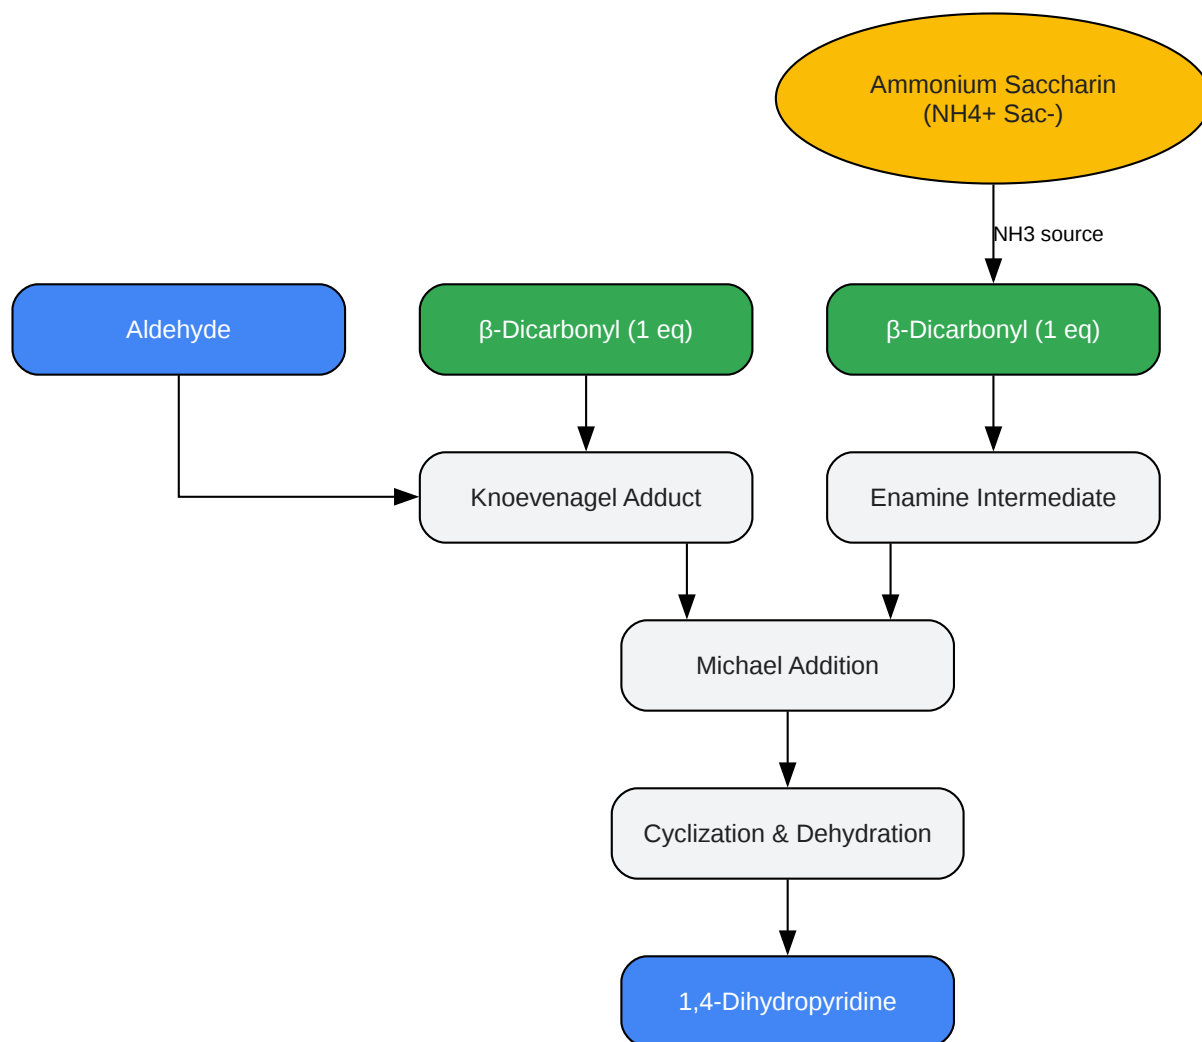 Ammonium Saccharin
(NH4+ Sac-)
NH3 source
Aldehyde
β-Dicarbonyl (1 eq)
β-Dicarbonyl (1 eq)
Knoevenagel Adduct
Enamine Intermediate
Michael Addition
Cyclization & Dehydration
1,4-Dihydropyridine